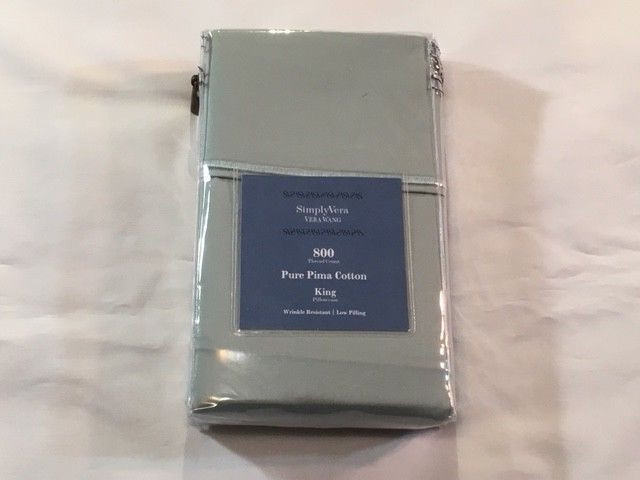 SimplyVera
VERA WANG
800
Thread Count
Pure Pima Cotton
King
Pillowcase
Wrinkle Resistant | Low Pilling